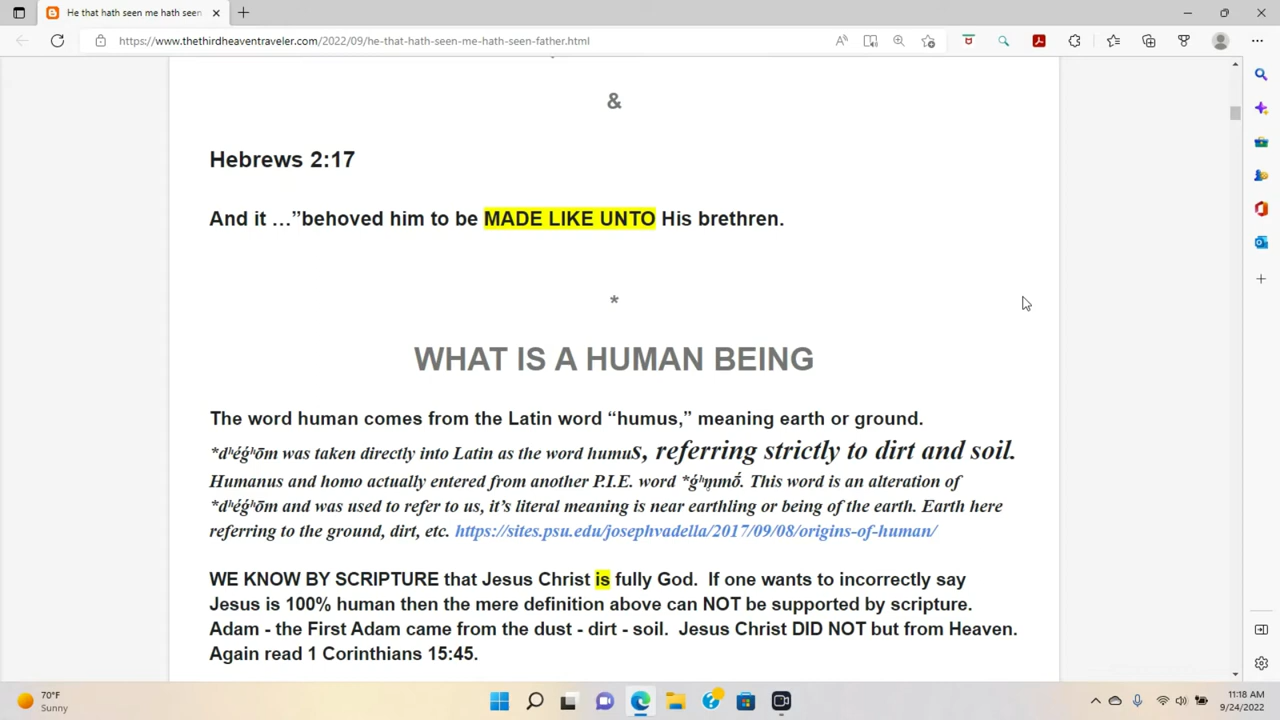 He that hath seen me hath seen
https://www.thethirdheaventraveler.com/2022/09/he-that-hath-seen-me-hath-seen-father.html
&
Hebrews 2:17
And it …”behoved him to be MADE LIKE UNTO His brethren.
*
WHAT IS A HUMAN BEING
The word human comes from the Latin word “humus,” meaning earth or ground.
*dʰéǵʰōm was taken directly into Latin as the word humus, referring strictly to dirt and soil.
Humanus and homo actually entered from another P.I.E. word *ǵʰm̥mṓ. This word is an alteration of
*dʰéǵʰōm and was used to refer to us, it’s literal meaning is near earthling or being of the earth. Earth here
referring to the ground, dirt, etc. https://sites.psu.edu/josephvadella/2017/09/08/origins-of-human/
WE KNOW BY SCRIPTURE that Jesus Christ is fully God.  If one wants to incorrectly say
Jesus is 100% human then the mere definition above can NOT be supported by scripture.
Adam - the First Adam came from the dust - dirt - soil.  Jesus Christ DID NOT but from Heaven.
Again read 1 Corinthians 15:45.
70°F
Sunny
11:18 AM
9/24/2022